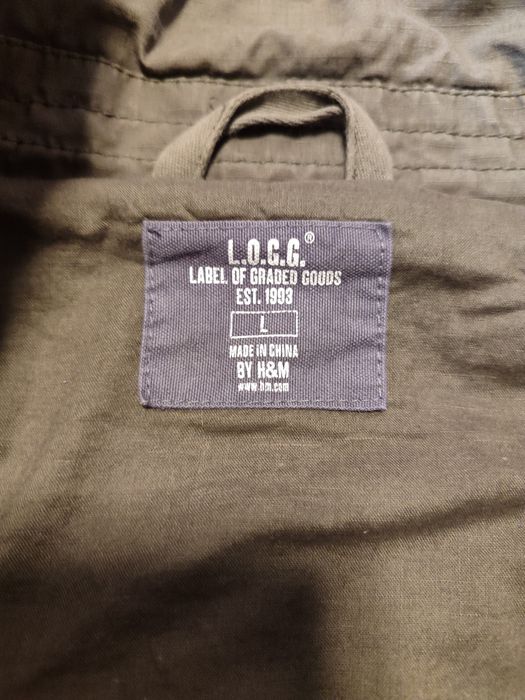 L.O.G.G.®
LABEL OF GRADED GOODS
EST. 1993
L
MADE IN CHINA
BY H&M
www.hm.com